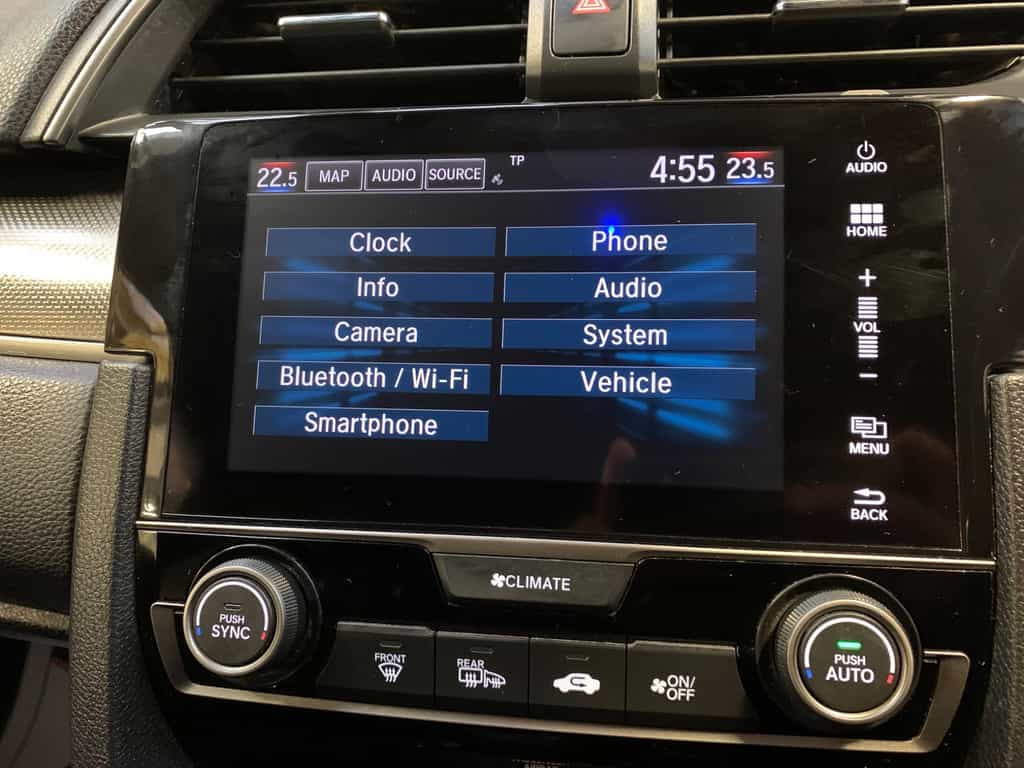 22.5 MAP AUDIO SOURCE TP 4:55 23.5
Clock
Phone
Info
Audio
Camera
System
Bluetooth / Wi-Fi
Vehicle
Smartphone
AUDIO
HOME
+
VOL
−
MENU
BACK
CLIMATE
PUSH
SYNC
FRONT
REAR
ON/
OFF
PUSH
AUTO